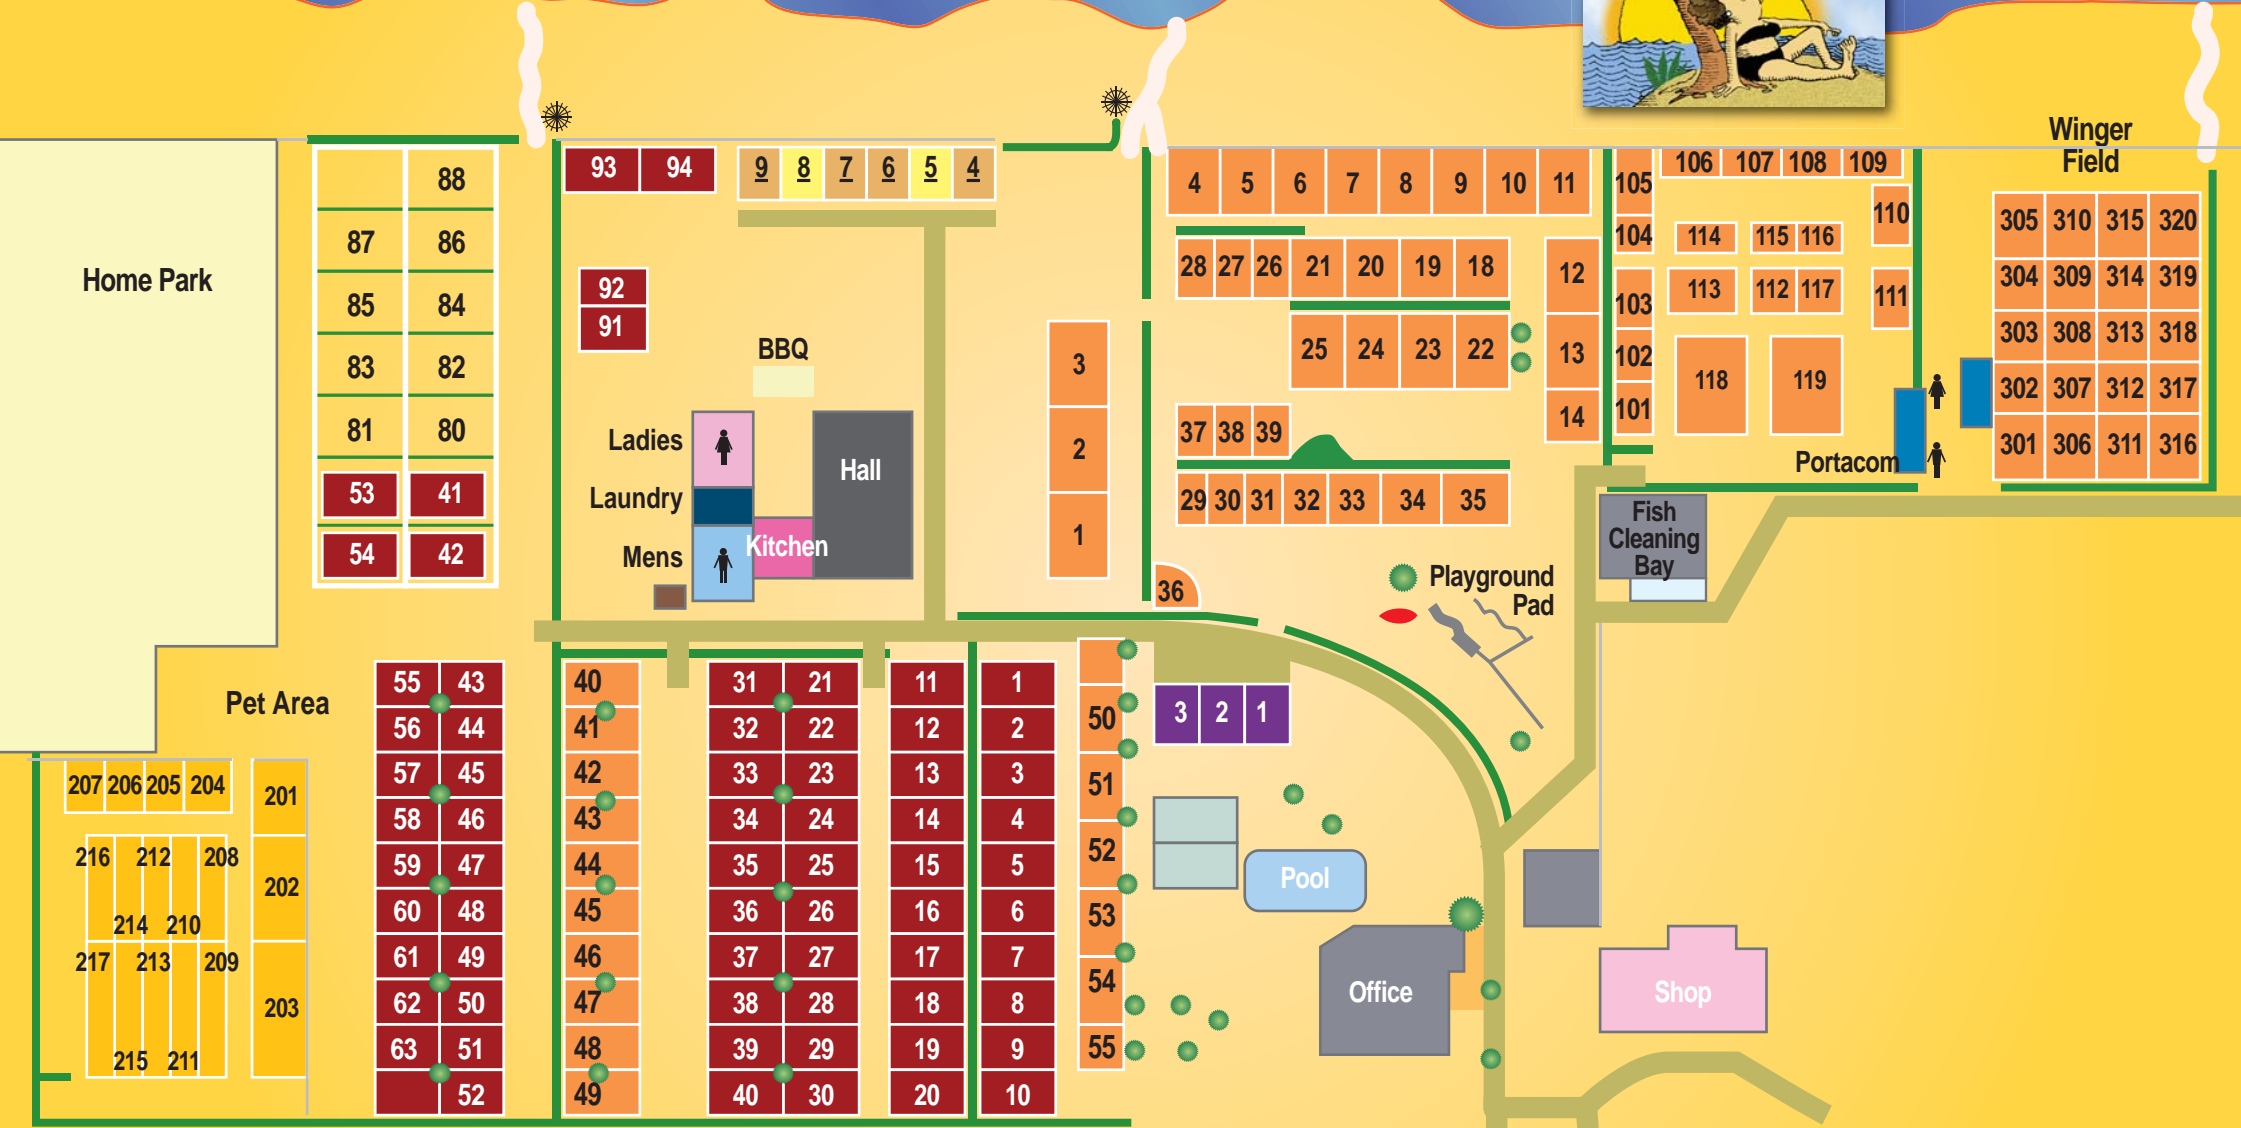 Winger
Field
88
93 94
9 8 7 6 5 4
4 5 6 7 8 9 10 11
105
106 107 108 109
110
305 310 315 320
87 86
104
114 115 116
28 27 26 21 20 19 18
12
Home Park
92
91
85 84
103
113 112 117
111
304 309 314 319
303 308 313 318
BBQ
3
25 24 23 22
13
102
83 82
118 119
302 307 312 317
101
14
37 38 39
81 80
Ladies
Hall
2
Portacom
301 306 311 316
53 41
Laundry
29 30 31 32 33 34 35
Fish
Cleaning
Bay
1
54 42
Mens
Kitchen
36
Playground
Pad
Pet Area
55 43
40
31 21
11
1
50
3 2 1
56 44
41
32 22
12
2
207 206 205 204
201
57 45
42
33 23
13
3
51
58 46
43
34 24
14
4
216 212 208
202
59 47
44
35 25
15
5
52
Pool
214 210
60 48
45
36 26
16
6
53
217 213 209
61 49
46
37 27
17
7
54
203
62 50
47
38 28
18
8
Office
Shop
215 211
63 51
48
39 29
19
9
55
52
49
40 30
20
10